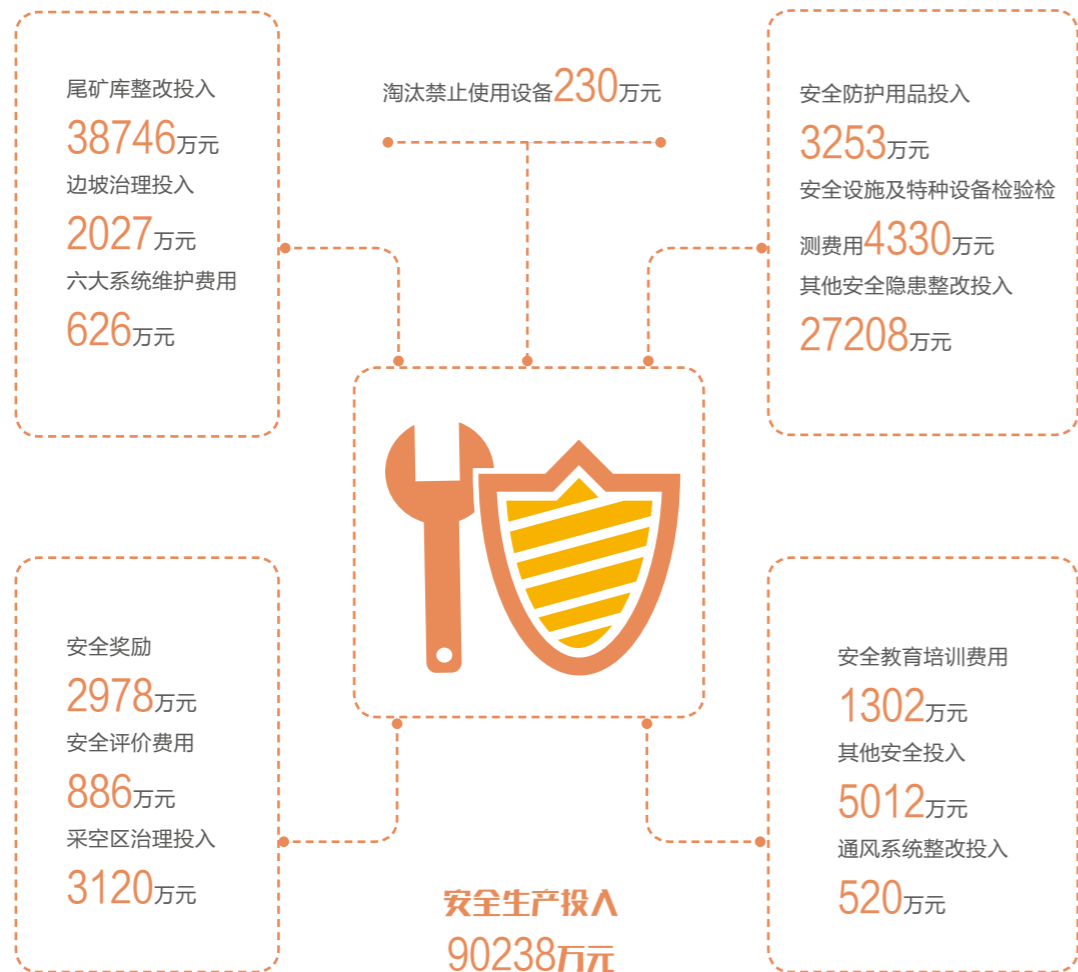 尾矿库整改投入
38746万元
边坡治理投入
2027万元
六大系统维护费用
626万元
淘汰禁止使用设备230万元
安全防护用品投入
3253万元
安全设施及特种设备检验检
测费用4330万元
其他安全隐患整改投入
27208万元
安全奖励
2978万元
安全评价费用
886万元
采空区治理投入
3120万元
安全教育培训费用
1302万元
其他安全投入
5012万元
通风系统整改投入
520万元
安全生产投入
90238万元